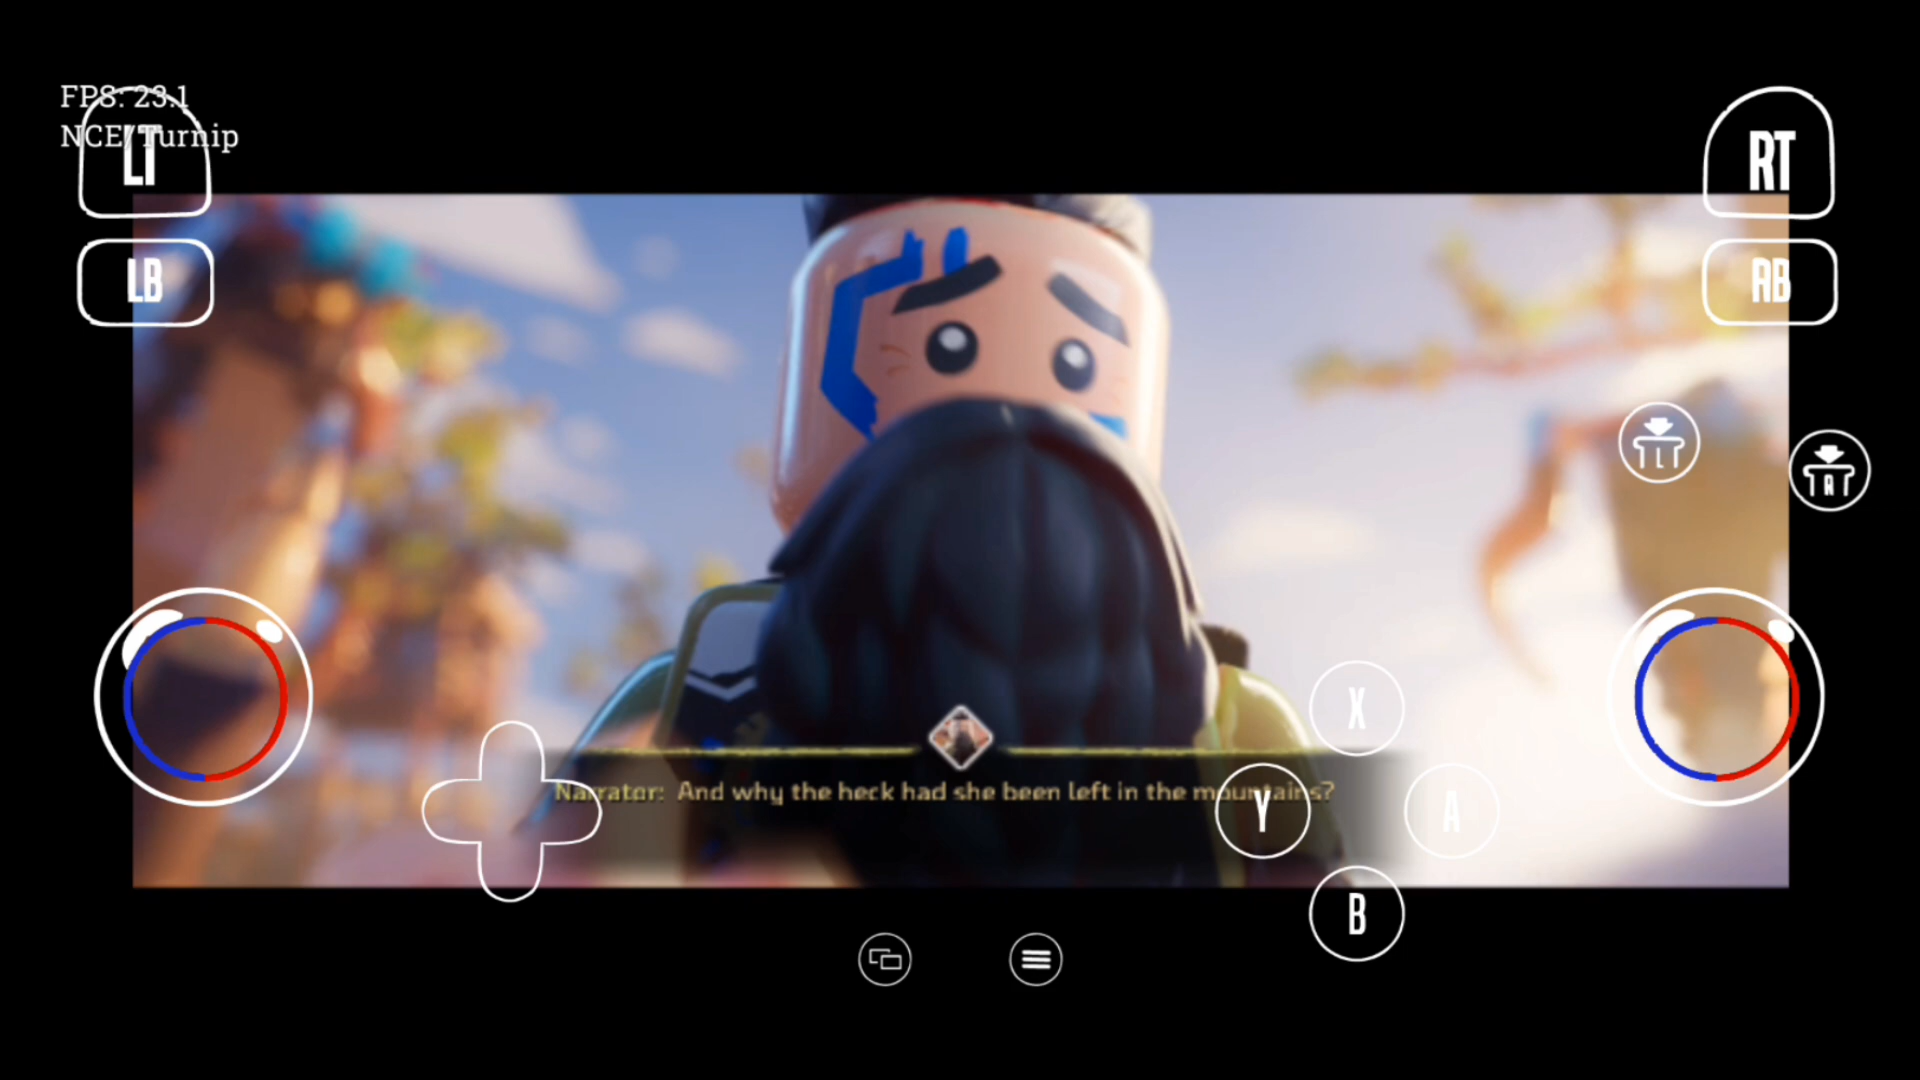 FPS: 23.1
NCE/Turnip
LT
RT
LB
AB
L
A
X
Narrator: And why the heck had she been left in the mountains?
Y
A
B